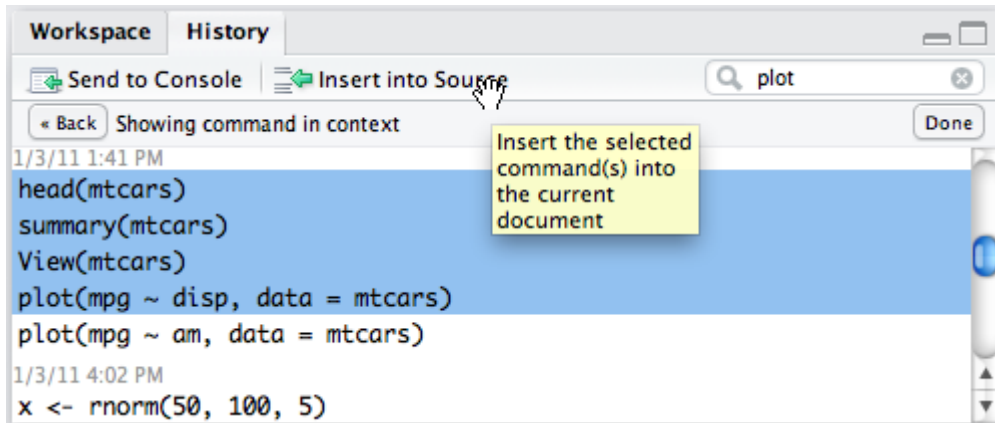 Workspace History
Send to Console Insert into Source plot
« Back Showing command in context Done
Insert the selected
command(s) into
the current
document
1/3/11 1:41 PM
head(mtcars)
summary(mtcars)
View(mtcars)
plot(mpg ~ disp, data = mtcars)
plot(mpg ~ am, data = mtcars)
1/3/11 4:02 PM
x <- rnorm(50, 100, 5)